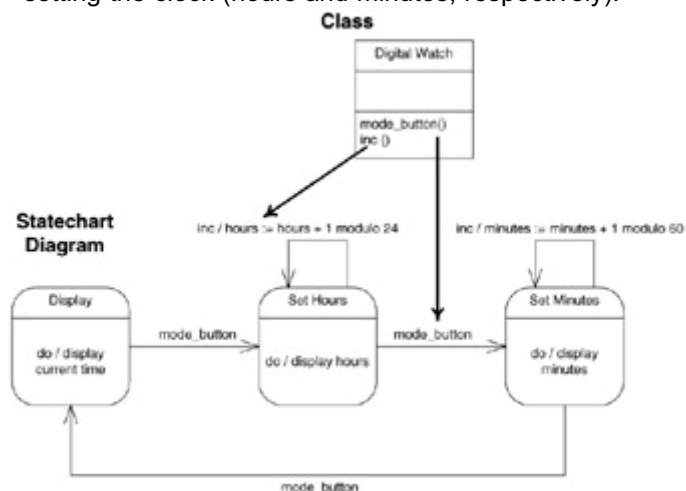 setting the clock (hours and minutes, respectively).
Class
Digital Watch
mode_button()
inc ()
Statechart
Diagram
inc / hours := hours + 1 modulo 24
inc / minutes := minutes + 1 modulo 60
Display
Set Hours
Set Minutes
mode_button
mode_button
do / display
current time
do / display hours
do / display
minutes
mode_button